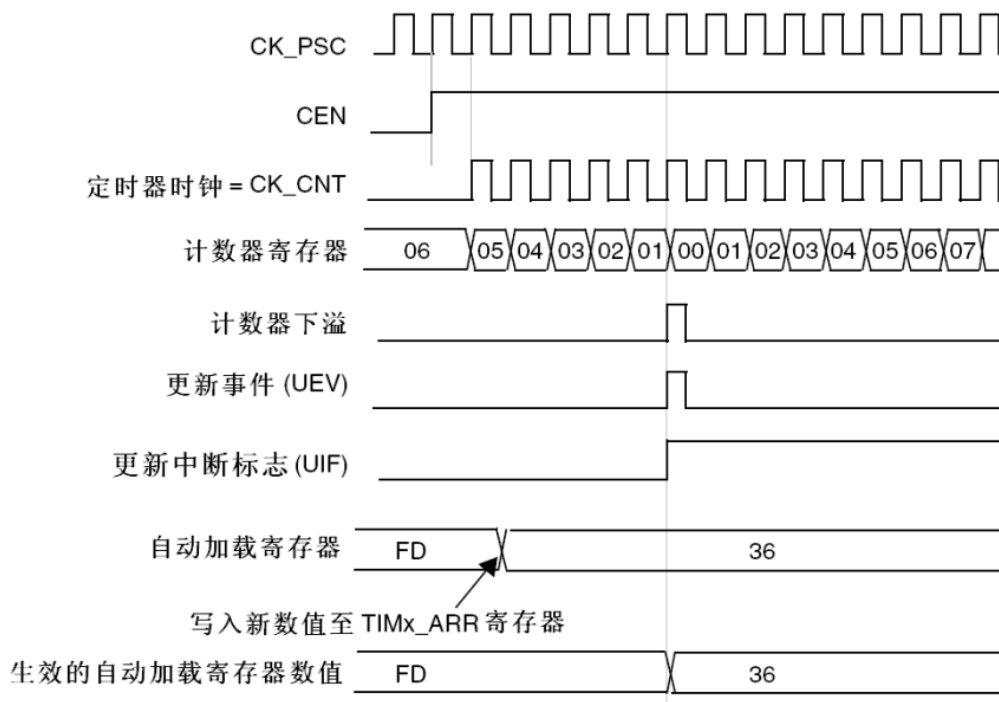 CK_PSC
CEN
定时器时钟 = CK_CNT
计数器寄存器 06 05 04 03 02 01 00 01 02 03 04 05 06 07
计数器下溢
更新事件 (UEV)
更新中断标志 (UIF)
自动加载寄存器 FD 36
写入新数值至 TIMx_ARR 寄存器
生效的自动加载寄存器数值 FD 36